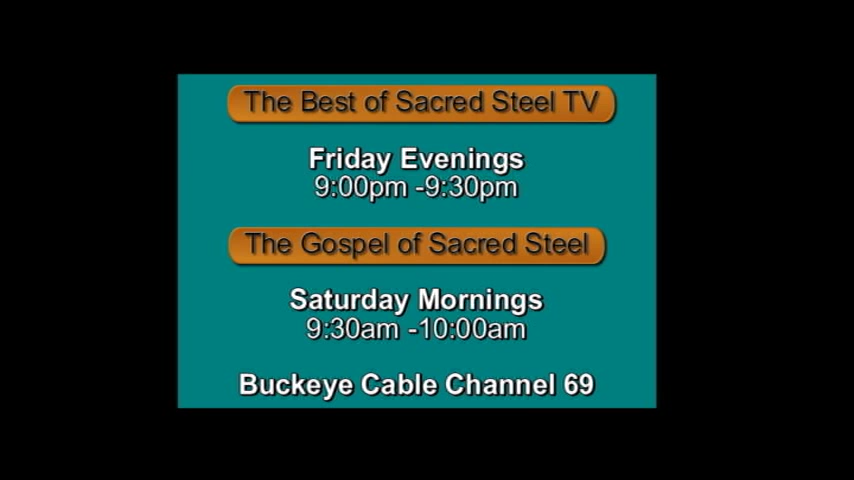 The Best of Sacred Steel TV
Friday Evenings
9:00pm -9:30pm
The Gospel of Sacred Steel
Saturday Mornings
9:30am -10:00am
Buckeye Cable Channel 69